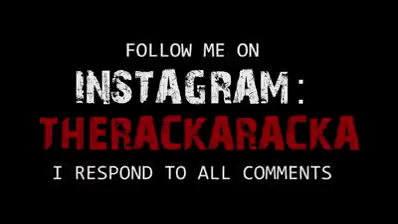 FOLLOW ME ON
INSTAGRAM:
THERACKARACKA
I RESPOND TO ALL COMMENTS